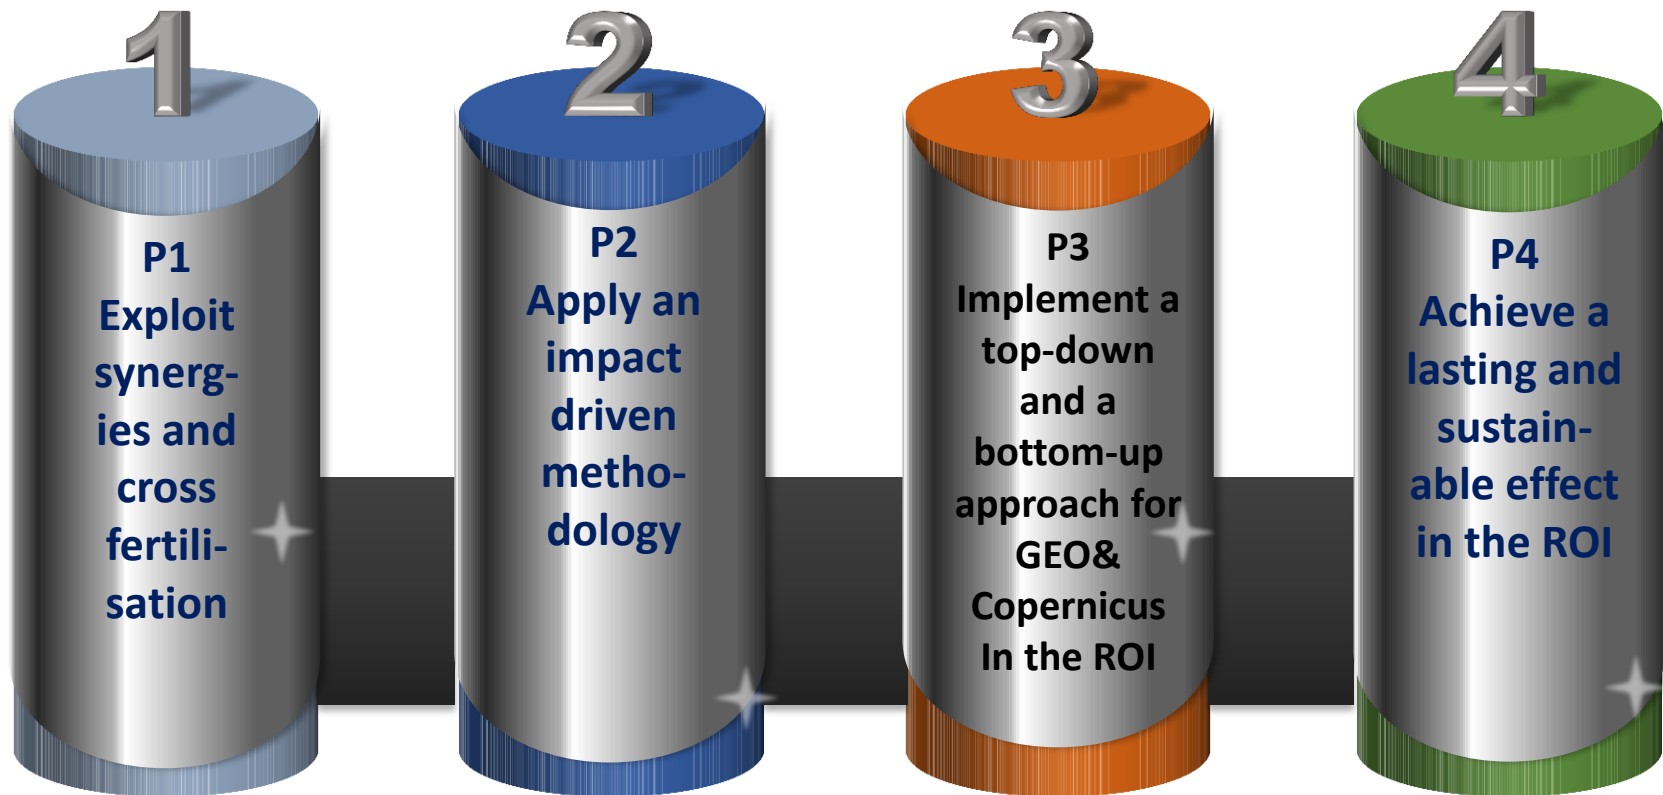 1
P1
Exploit
synerg-
ies and
cross
fertili-
sation
2
P2
Apply an
impact
driven
metho-
dology
3
P3
Implement a
top-down
and a
bottom-up
approach for
GEO&
Copernicus
In the ROI
4
P4
Achieve a
lasting and
sustain-
able effect
in the ROI